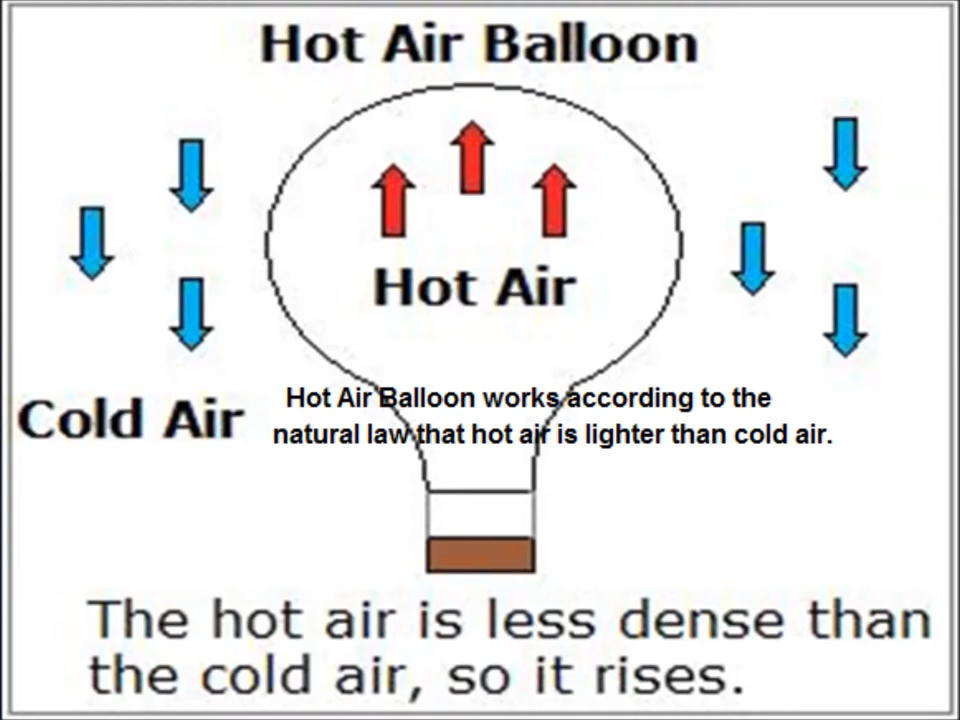 Hot Air Balloon
Hot Air
Cold Air
Hot Air Balloon works according to the
natural law that hot air is lighter than cold air.
The hot air is less dense than
the cold air, so it rises.